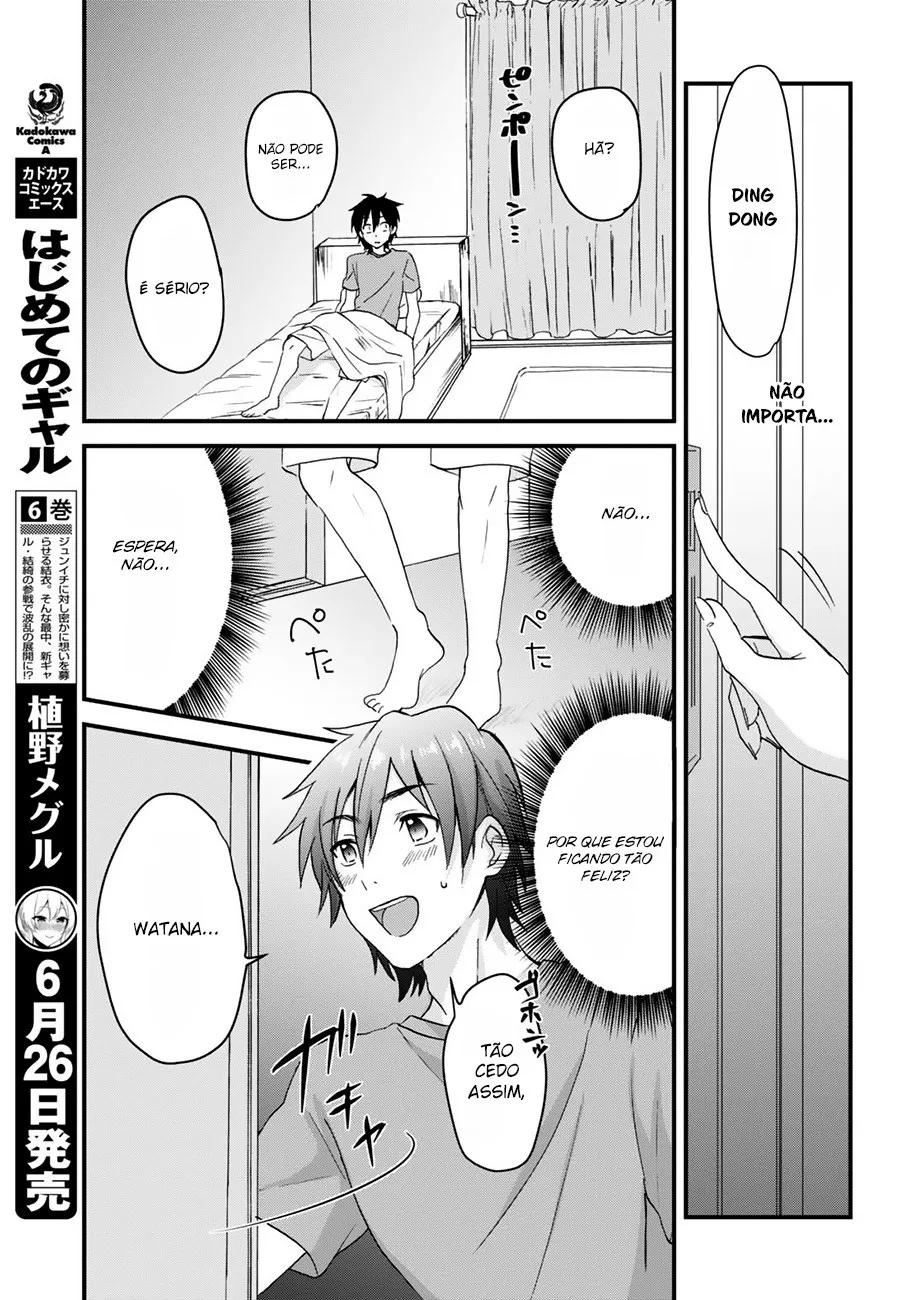 DING
DONG
NÃO
IMPORTA...
ピンポーン…
HÃ?
NÃO PODE
SER...
É SÉRIO?
NÃO...
ESPERA,
NÃO...
ぺた
ぺた
POR QUE ESTOU
FICANDO TÃO
FELIZ?
ゴホンッ
TÃO
CEDO
ASSIM,
WATANA...
ガチャ
Kadokawa
Comics
A
カドカワ
コミックス
エース
はじめてのギャル
6巻
ジュンイチに対し密かに想いを募
らせる結衣。そんな最中、新ギャ
ル・結綺の参戦で波乱の展開に!?
植野メグル
6月26日発売